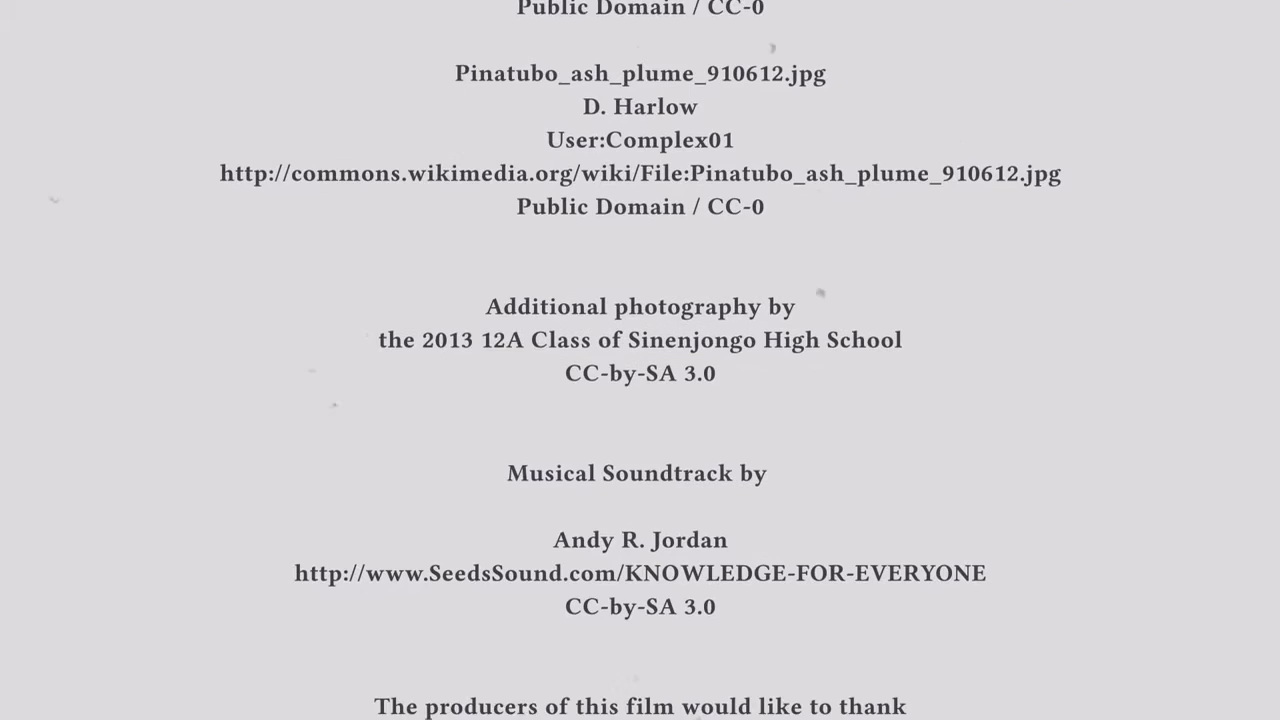 Public Domain / CC-0
Pinatubo_ash_plume_910612.jpg
D. Harlow
User:Complex01
http://commons.wikimedia.org/wiki/File:Pinatubo_ash_plume_910612.jpg
Public Domain / CC-0
Additional photography by
the 2013 12A Class of Sinenjongo High School
CC-by-SA 3.0
Musical Soundtrack by
Andy R. Jordan
http://www.SeedsSound.com/KNOWLEDGE-FOR-EVERYONE
CC-by-SA 3.0
The producers of this film would like to thank